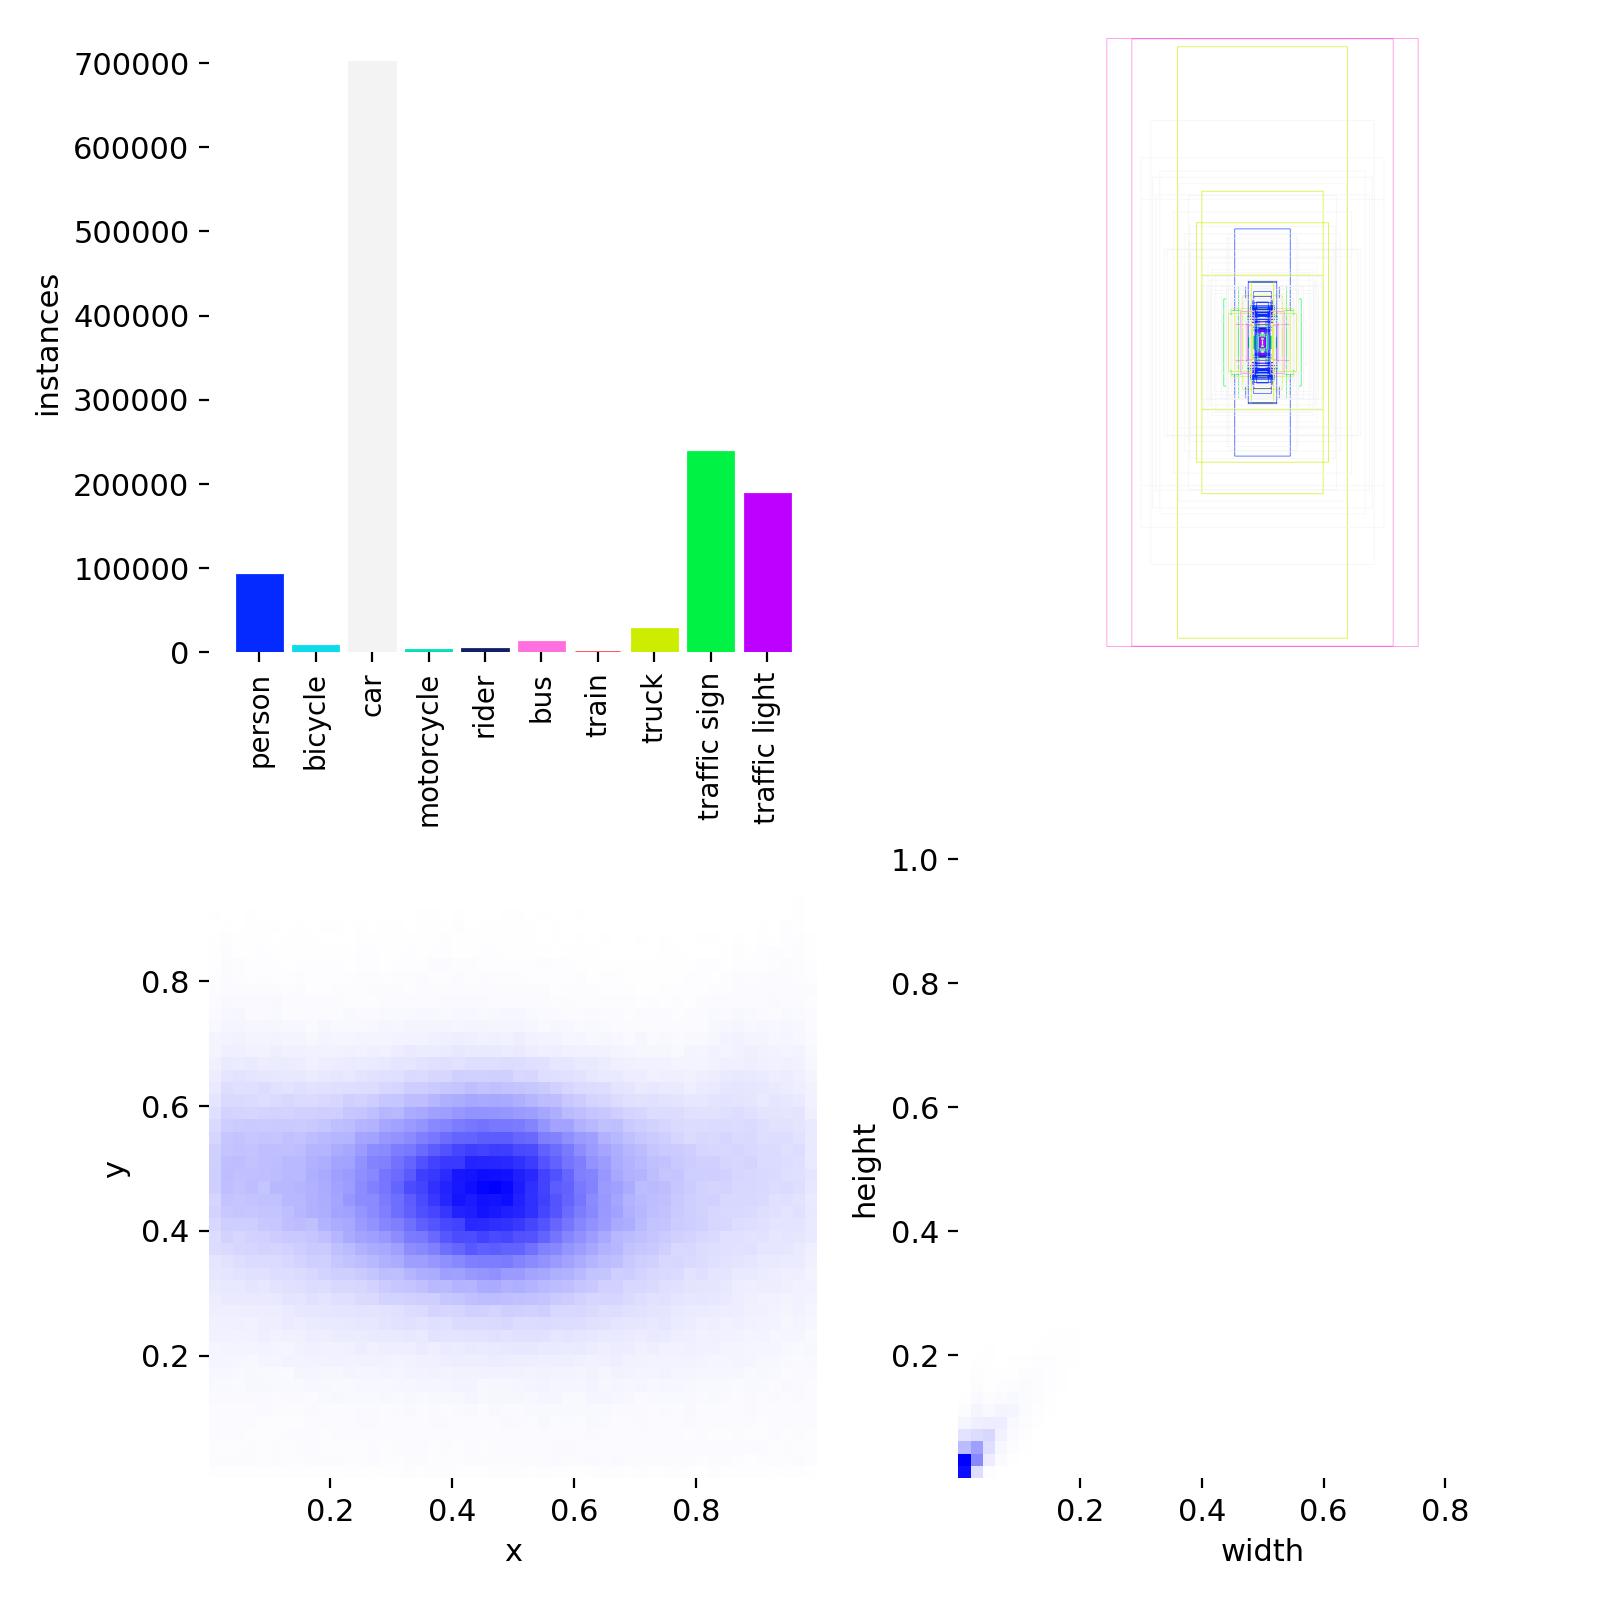 instances
700000
600000
500000
400000
300000
200000
100000
0
person
bicycle
car
motorcycle
rider
bus
train
truck
traffic sign
traffic light
y
0.8
0.6
0.4
0.2
0.2 0.4 0.6 0.8
x
height
1.0
0.8
0.6
0.4
0.2
0.2 0.4 0.6 0.8
width